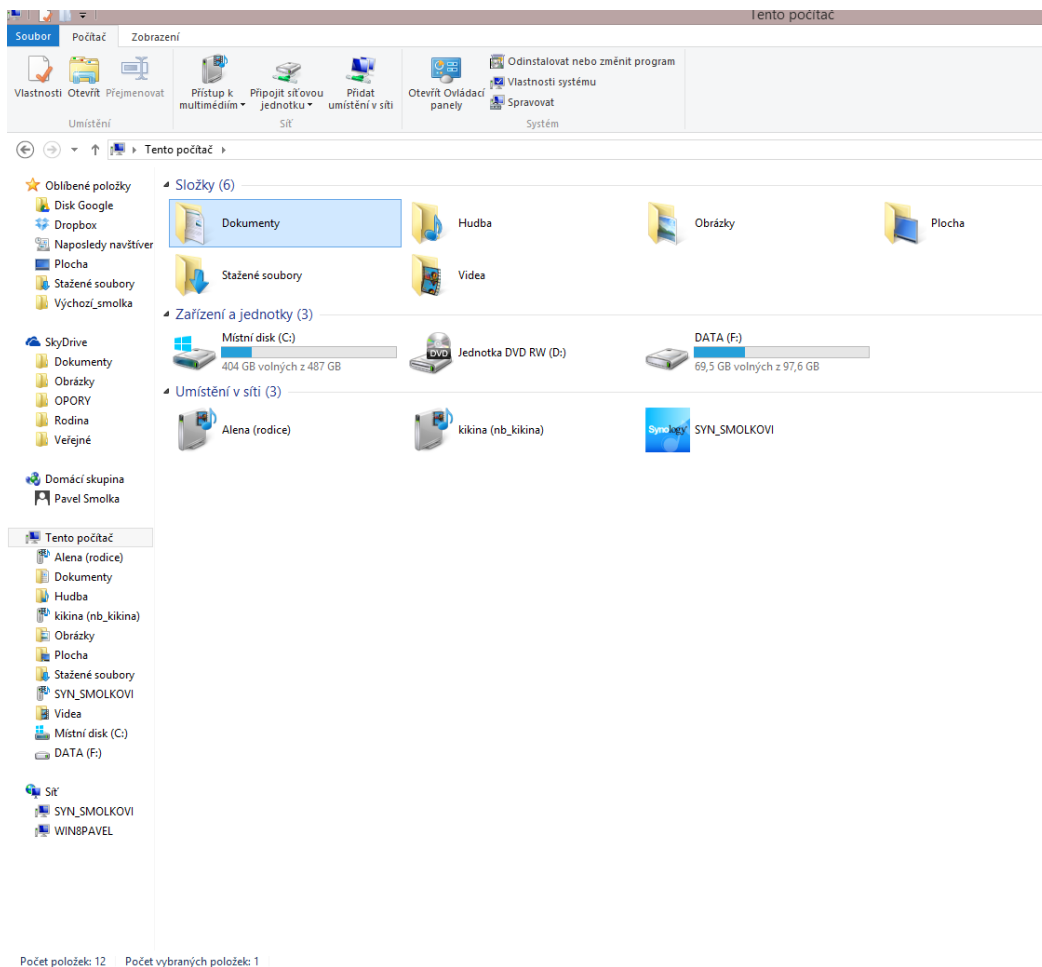 Tento počítač
Soubor Počítač Zobrazení
Vlastnosti Otevřít Přejmenovat
Umístění
Přístup k multimédiím
Připojit síťovou jednotku
Přidat umístění v síti
Síť
Otevřít Ovládací panely
Odinstalovat nebo změnit program
Vlastnosti systému
Spravovat
Systém
Tento počítač
Oblíbené položky
Disk Google
Dropbox
Naposledy navštíver
Plocha
Stažené soubory
Výchozí_smolka
SkyDrive
Dokumenty
Obrázky
OPORY
Rodina
Veřejné
Domácí skupina
Pavel Smolka
Tento počítač
Alena (rodice)
Dokumenty
Hudba
kikina (nb_kikina)
Obrázky
Plocha
Stažené soubory
SYN_SMOLKOVI
Videa
Místní disk (C:)
DATA (F:)
Síť
SYN_SMOLKOVI
WIN8PAVEL
Složky (6)
Dokumenty Hudba Obrázky Plocha
Stažené soubory Videa
Zařízení a jednotky (3)
Místní disk (C:)
404 GB volných z 487 GB
DVD
Jednotka DVD RW (D:)
DATA (F:)
69,5 GB volných z 97,6 GB
Umístění v síti (3)
Alena (rodice) kikina (nb_kikina) Synology SYN_SMOLKOVI
Počet položek: 12 Počet vybraných položek: 1